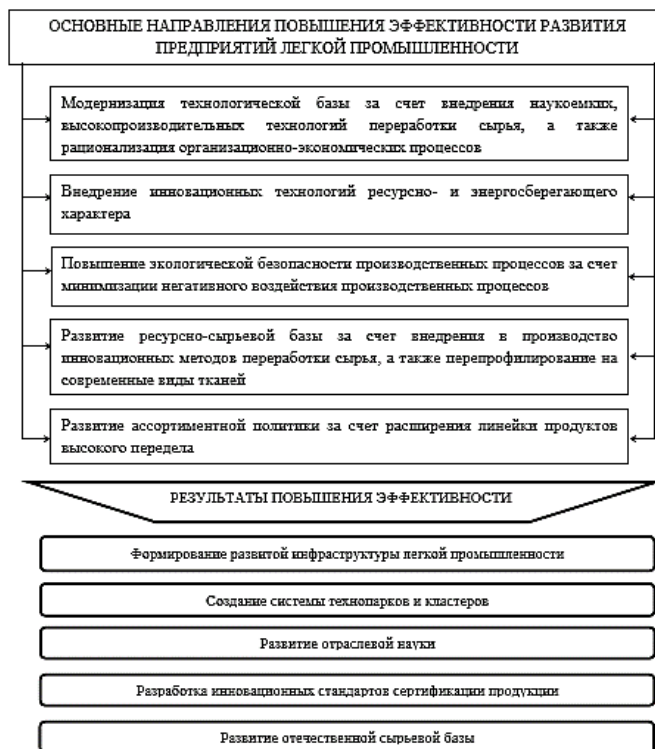 ОСНОВНЫЕ НАПРАВЛЕНИЯ ПОВЫШЕНИЯ ЭФФЕКТИВНОСТИ РАЗВИТИЯ
ПРЕДПРИЯТИЙ ЛЕГКОЙ ПРОМЫШЛЕННОСТИ
Модернизация технологической базы за счет внедрения наукоемких,
высокопроизводительных технологий переработки сырья, а также
рационализация организационно-экономических процессов
Внедрение инновационных технологий ресурсно- и энергосберегающего
характера
Повышение экологической безопасности производственных процессов за счет
минимизации негативного воздействия производственных процессов
Развитие ресурсно-сырьевой базы за счет внедрения в производство
инновационных методов переработки сырья, а также перепрофилирование на
современные виды тканей
Развитие ассортиментной политики за счет расширения линейки продуктов
высокого передела
РЕЗУЛЬТАТЫ ПОВЫШЕНИЯ ЭФФЕКТИВНОСТИ
Формирование развитой инфраструктуры легкой промышленности
Создание системы технопарков и кластеров
Развитие отраслевой науки
Разработка инновационных стандартов сертификации продукции
Развитие отечественной сырьевой базы